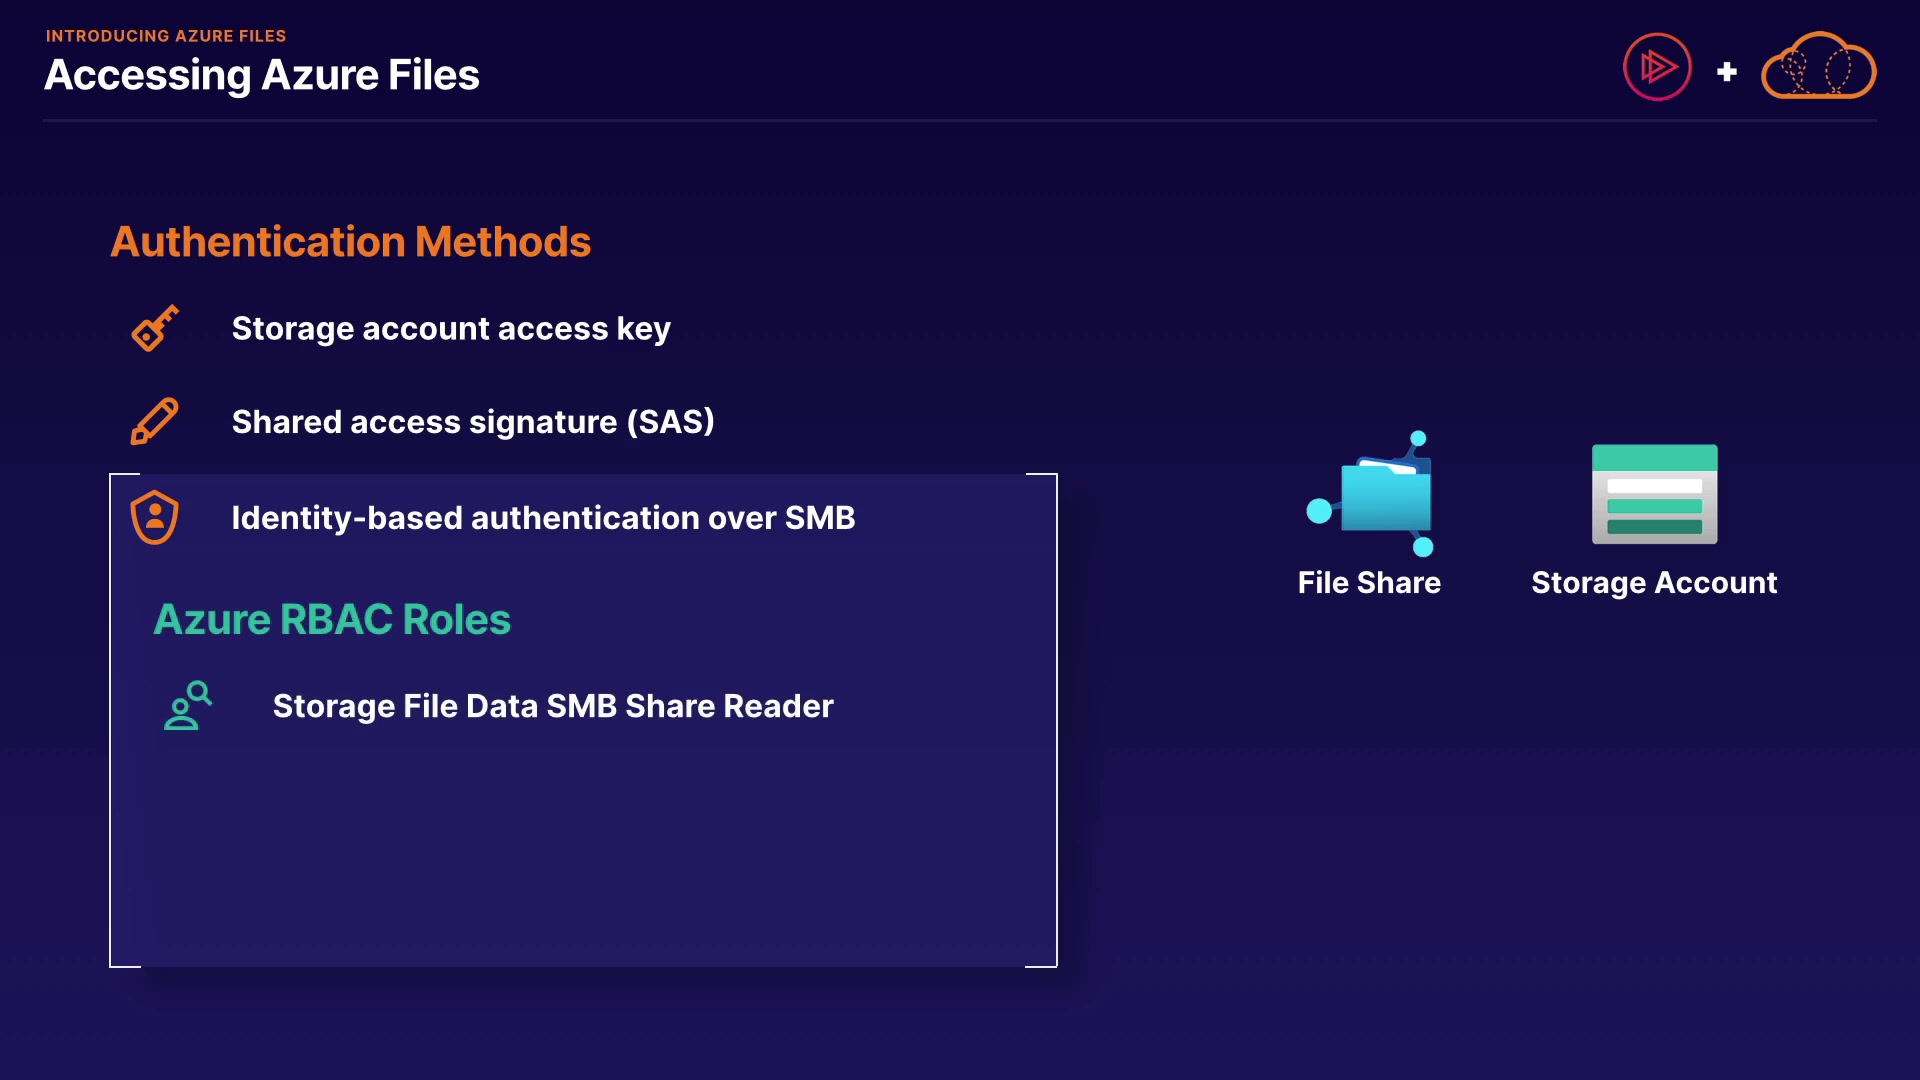 INTRODUCING AZURE FILES
Accessing Azure Files
Authentication Methods
Storage account access key
Shared access signature (SAS)
Identity-based authentication over SMB
Azure RBAC Roles
Storage File Data SMB Share Reader
File Share
Storage Account